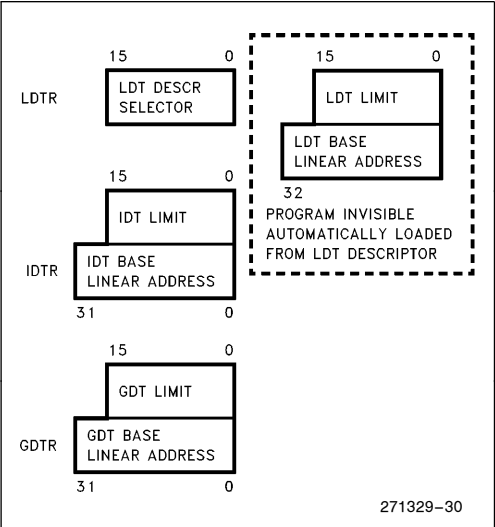 15 0
LDTR
LDT DESCR
SELECTOR
15 0
LDT LIMIT
LDT BASE
LINEAR ADDRESS
32
PROGRAM INVISIBLE
AUTOMATICALLY LOADED
FROM LDT DESCRIPTOR
15 0
IDTR
IDT LIMIT
IDT BASE
LINEAR ADDRESS
31 0
15 0
GDTR
GDT LIMIT
GDT BASE
LINEAR ADDRESS
31 0
271329–30